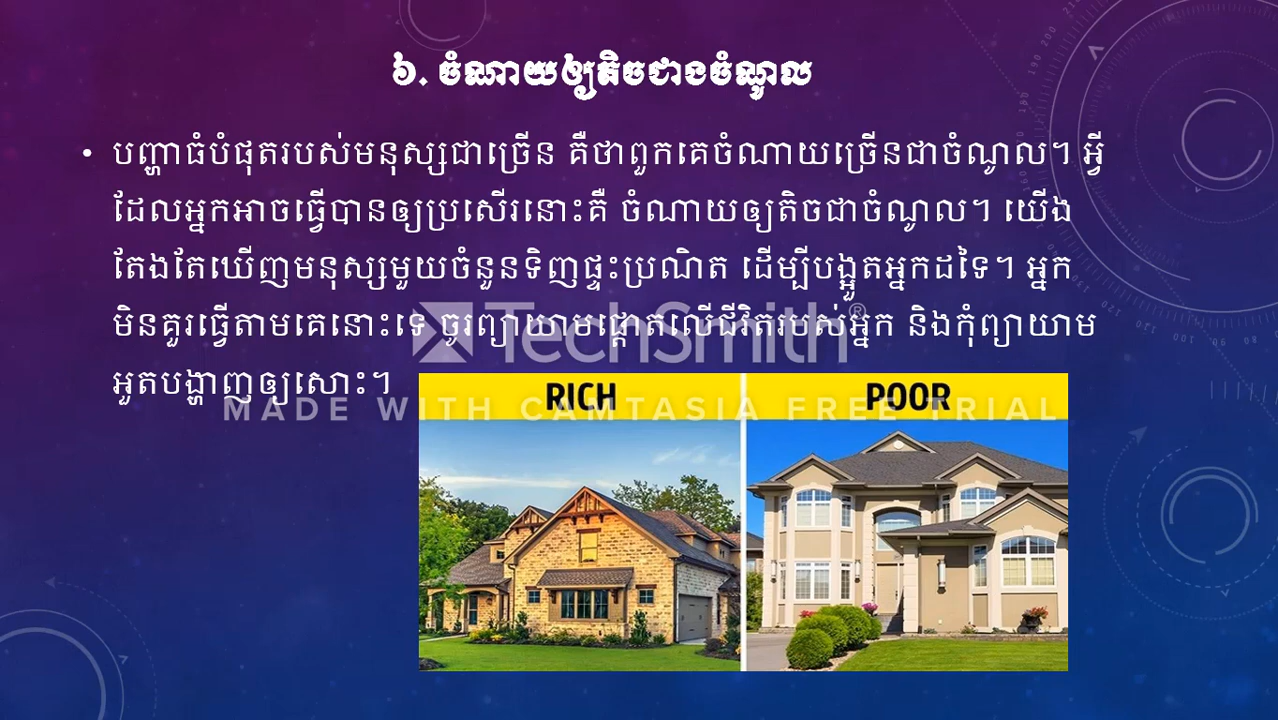 ៦. ចំណាយឲ្យតិចជាងចំណូល
• បញ្ហាធំបំផុតរបស់មនុស្សជាច្រើន គឺថាពួកគេចំណាយច្រើនជាចំណូល។ អ្វី
ដែលអ្នកអាចធ្វើបានឲ្យប្រសើរនោះគឺ ចំណាយឲ្យតិចជាចំណូល។ យើង
តែងតែឃើញមនុស្សមួយចំនួនទិញផ្ទះប្រណិត ដើម្បីបង្អួតអ្នកដទៃ។ អ្នក
មិនគួរធ្វើតាមគេនោះទេ ចូរព្យាយាមផ្តោតលើជីវិតរបស់អ្នក និងកុំព្យាយាម
អួតបង្ហាញឲ្យសោះ។
TechSmith®
MADE WITH CAMTASIA FREE TRIAL
RICH POOR